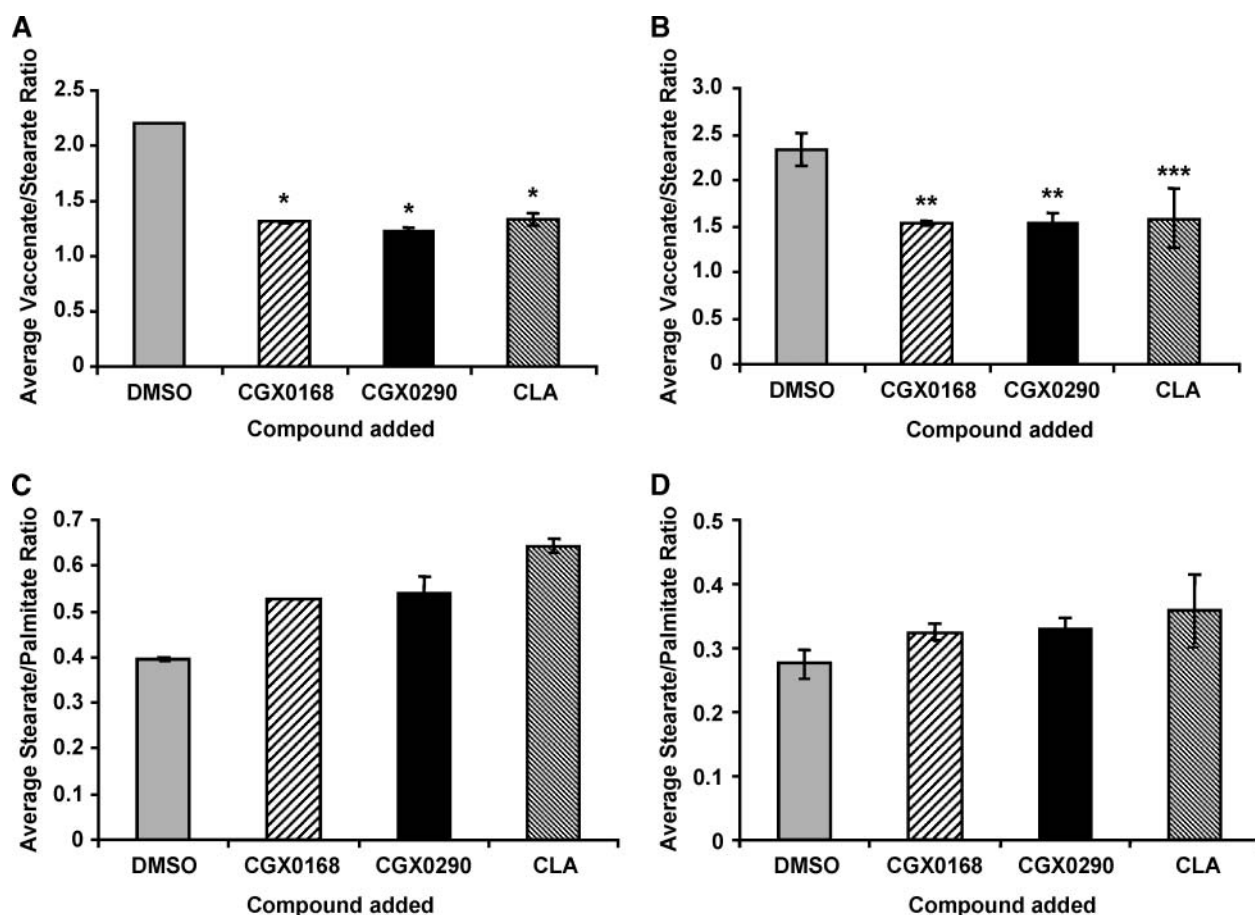 A
Average Vaccenate/Stearate Ratio
2.5
2.0
1.5
1.0
0.5
0
*
*
*
DMSO CGX0168 CGX0290 CLA
Compound added
B
Average Vaccenate/Stearate Ratio
3.0
2.5
2.0
1.5
1.0
0.5
0
**
**
***
DMSO CGX0168 CGX0290 CLA
Compound added
C
Average Stearate/Palmitate Ratio
0.7
0.6
0.5
0.4
0.3
0.2
0.1
0
DMSO CGX0168 CGX0290 CLA
Compound added
D
Average Stearate/Palmitate Ratio
0.5
0.4
0.3
0.2
0.1
0
DMSO CGX0168 CGX0290 CLA
Compound added